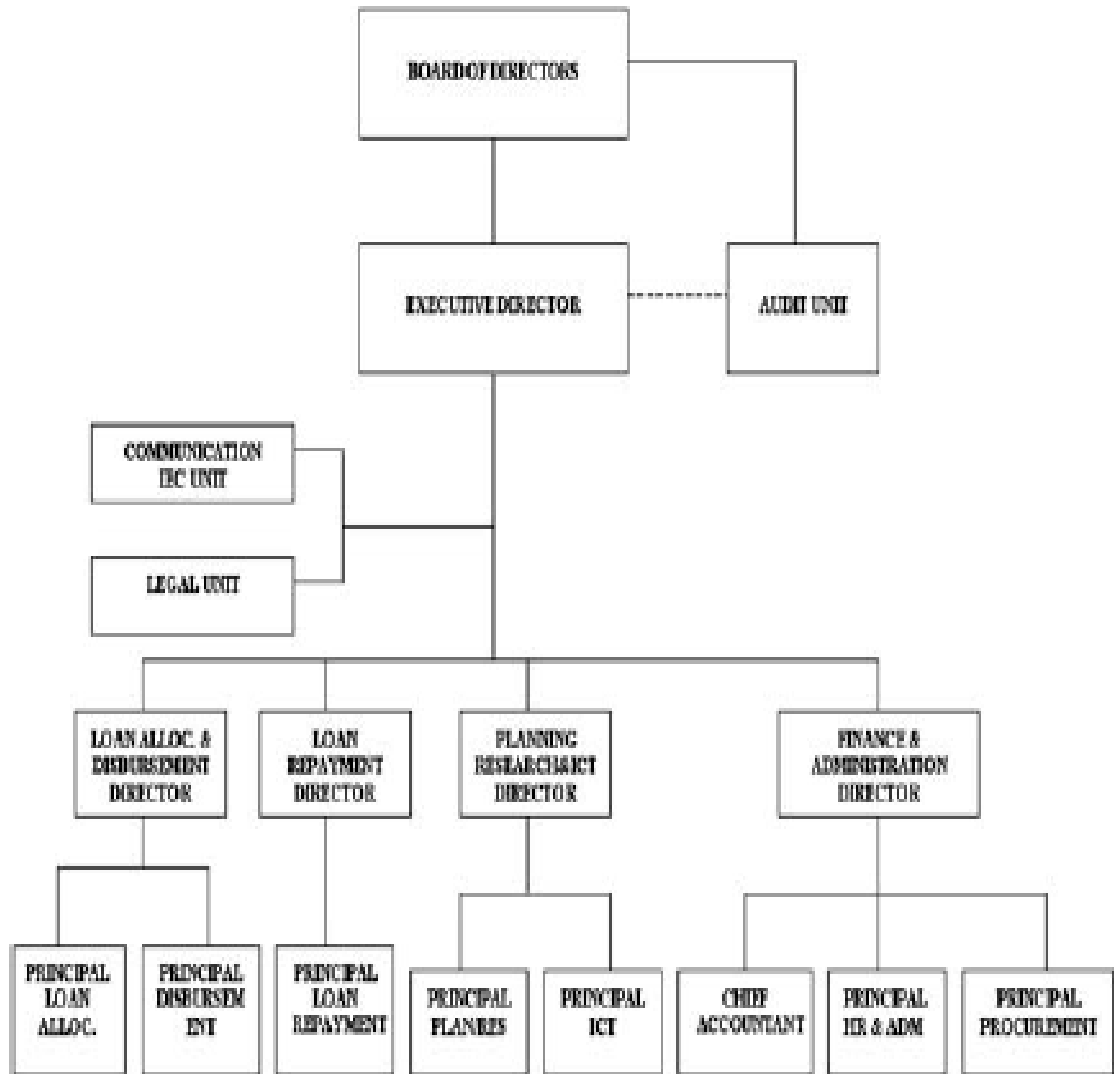 BOARD OF DIRECTORS
EXECUTIVE DIRECTOR
AUDIT UNIT
COMMUNICATION
IEC UNIT
LEGAL UNIT
LOAN ALLOC. &
DISBURSEMENT
DIRECTOR
LOAN
REPAYMENT
DIRECTOR
PLANNING
RESEARCH&ICT
DIRECTOR
FINANCE &
ADMINISTRATION
DIRECTOR
PRINCIPAL
LOAN
ALLOC.
PRINCIPAL
DISBURSEM
ENT
PRINCIPAL
LOAN
REPAYMENT
PRINCIPAL
PLAN/RES
PRINCIPAL
ICT
CHIEF
ACCOUNTANT
PRINCIPAL
HR & ADM
PRINCIPAL
PROCUREMENT